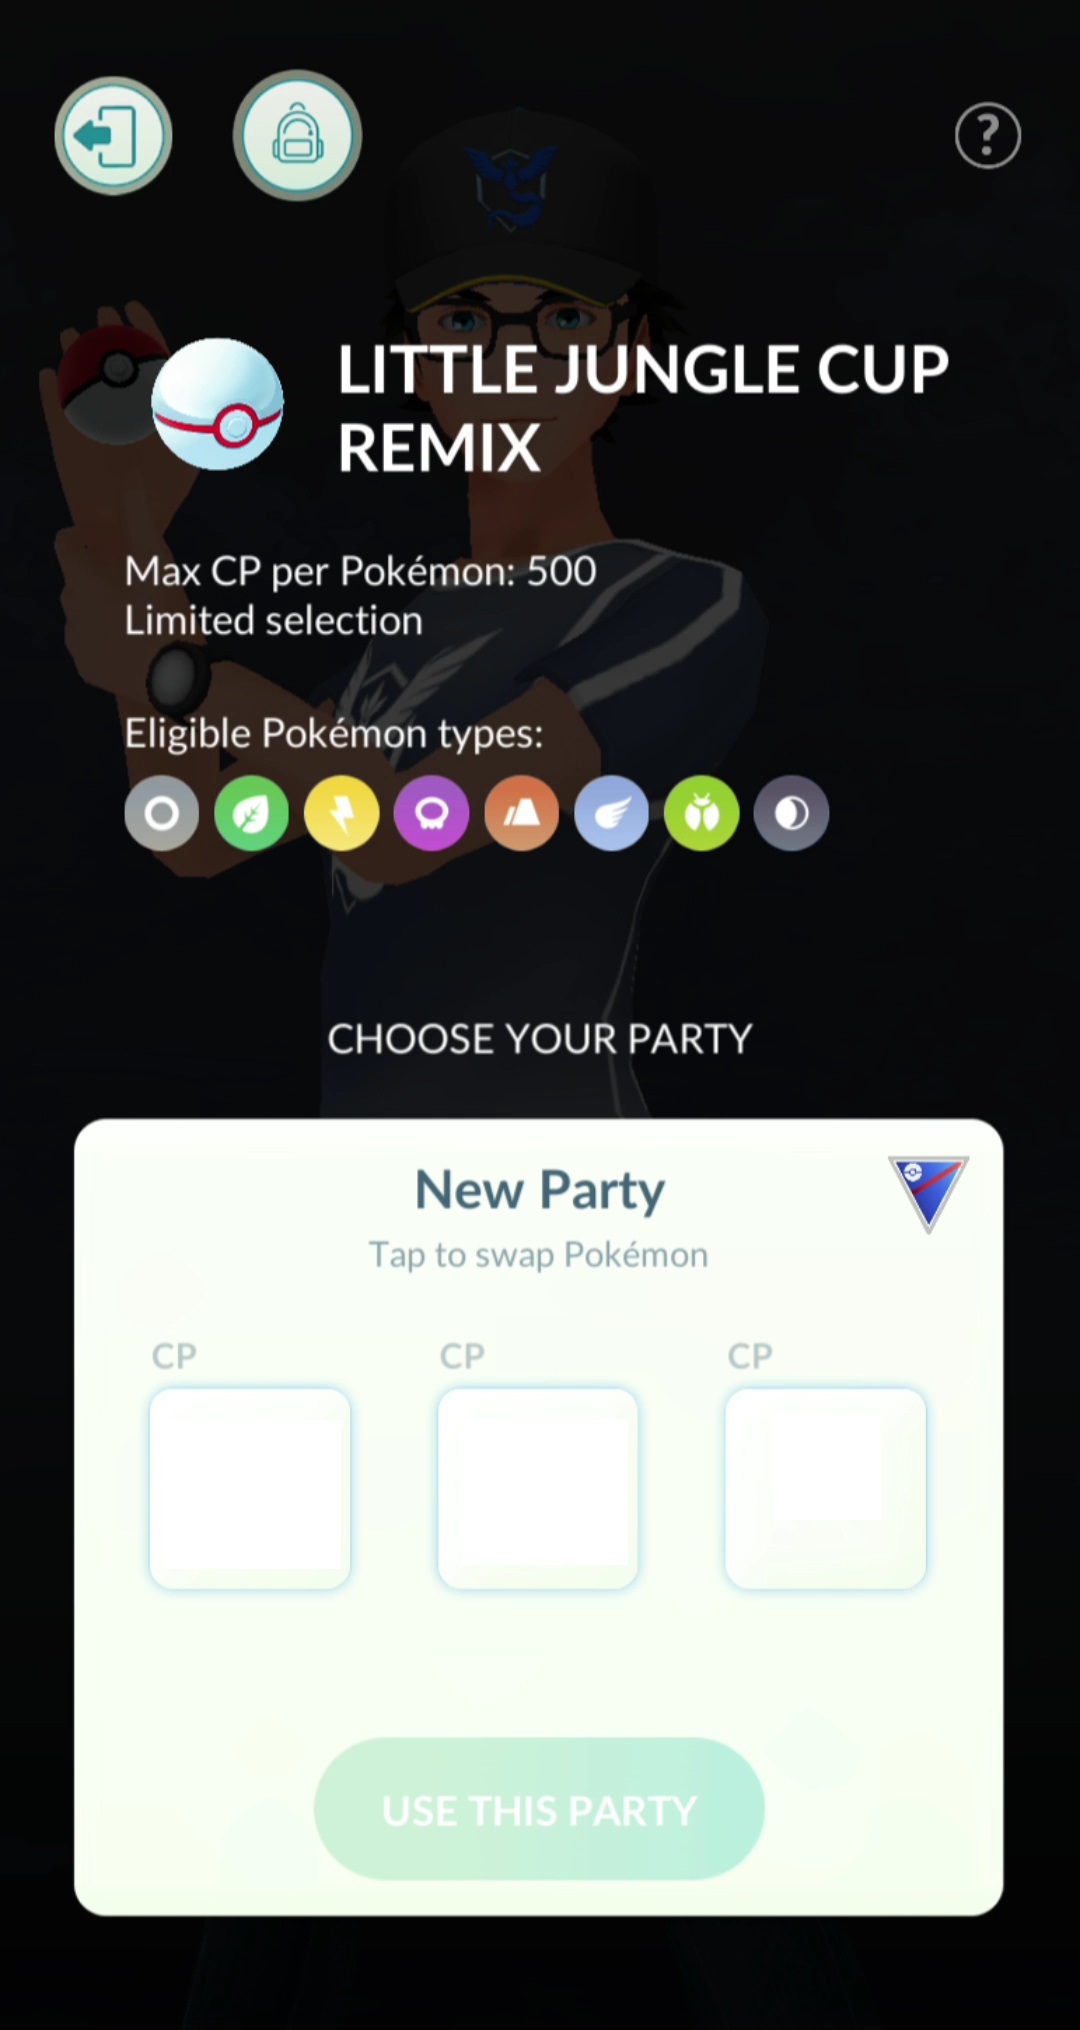 ?
LITTLE JUNGLE CUP
REMIX
Max CP per Pokémon: 500
Limited selection
Eligible Pokémon types:
CHOOSE YOUR PARTY
New Party
Tap to swap Pokémon
CP CP CP
USE THIS PARTY